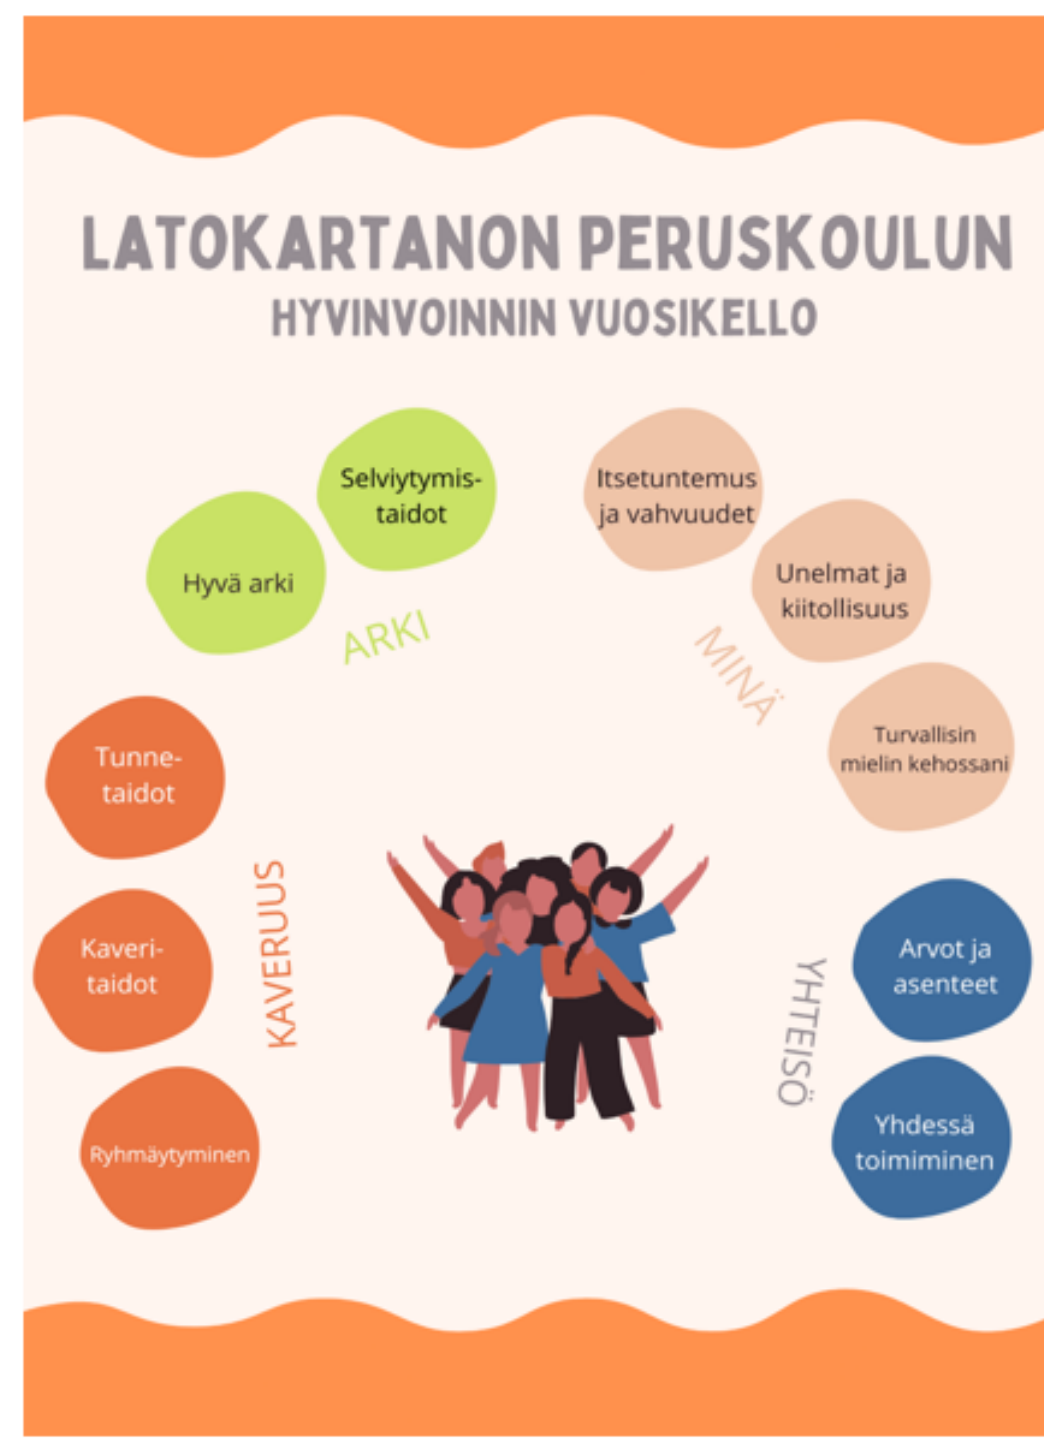 LATOKARTANON PERUSKOULUN
HYVINVOINNIN VUOSIKELLO
Selviytymis-
taidot
Hyvä arki
ARKI
Itsetuntemus
ja vahvuudet
Unelmat ja
kiitollisuus
Turvallisin
mielin kehossani
MINÄ
Tunne-
taidot
Kaveri-
taidot
Ryhmäytyminen
KAVERUUS
Arvot ja
asenteet
Yhdessä
toimiminen
YHTEISÖ